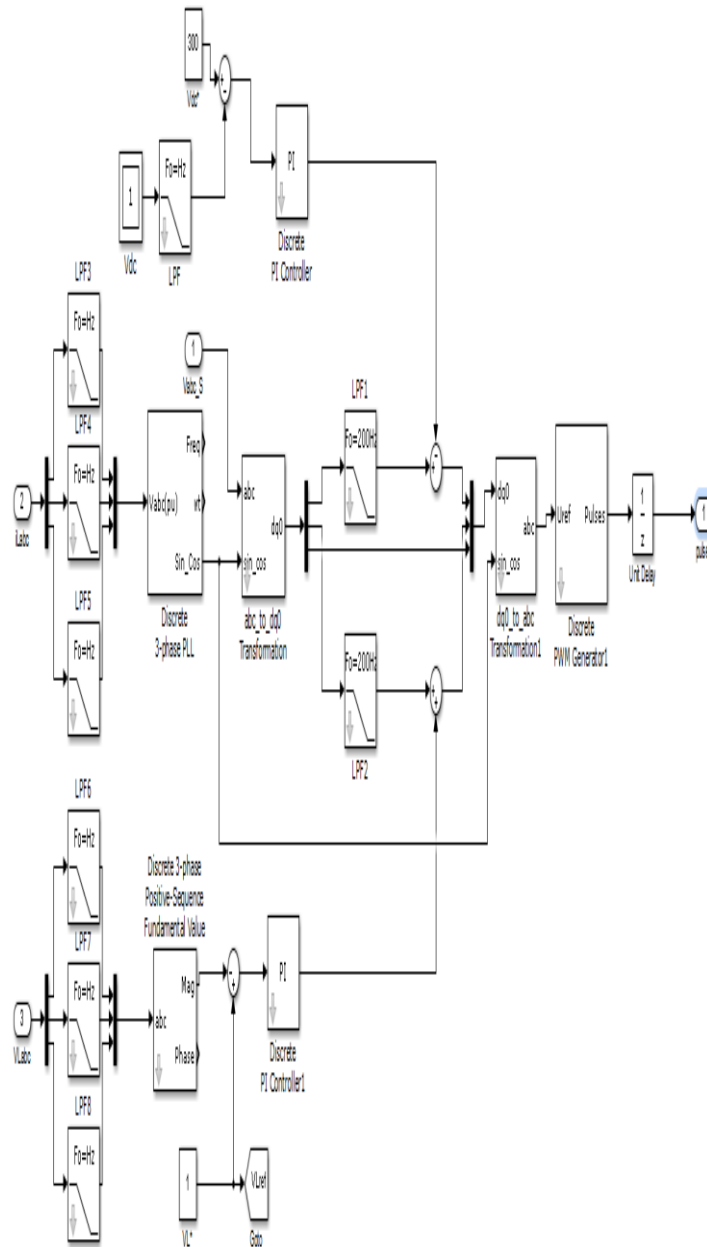 300
Vdc*
Fo=Hz
PI
1
Vdc
LPF
Discrete
PI Controller
LPF3
Fo=Hz
1
Vabc_S
LPF4
Fo=Hz
2
iLabc
LPF5
Fo=Hz
Freq
Vabc(pu)
wt
Sin_Cos
Discrete
3-phase PLL
abc
dq0
sin_cos
abc_to_dq0
Transformation
LPF1
Fo=200Hz
Fo=200Hz
LPF2
dq0
abc
sin_cos
dq0_to_abc
Transformation1
Uref
Pulses
Discrete
PWM Generator1
1
z
Unit Delay
1
pulse
LPF6
Fo=Hz
LPF7
Fo=Hz
3
VLabc
LPF8
Fo=Hz
Discrete 3-phase
Positive-Sequence
Fundamental Value
Mag
abc
Phase
PI
Discrete
PI Controller1
1
VL*
VLref
Goto